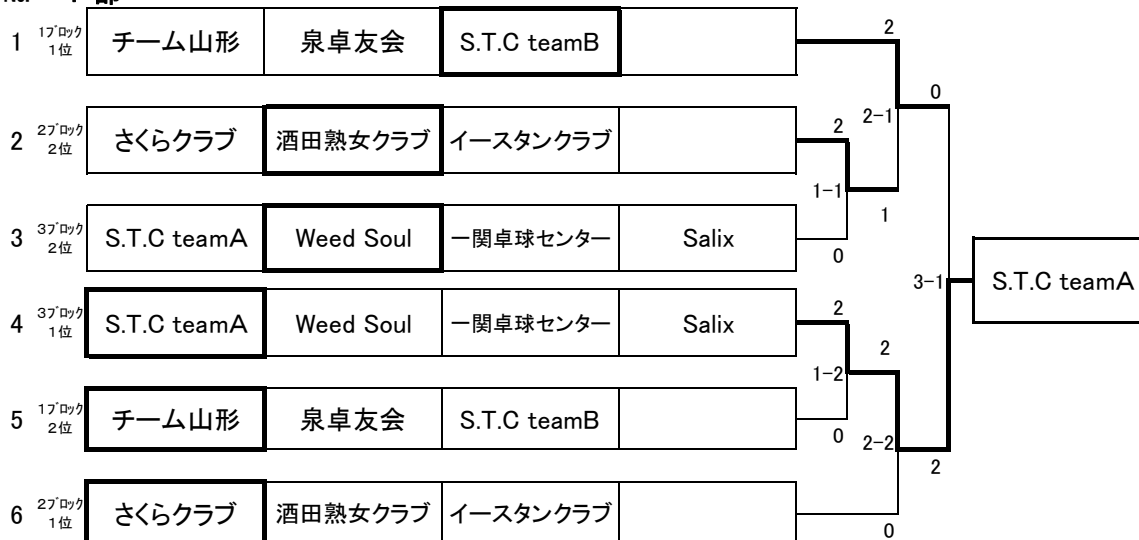 1 1ブロック 1位 チーム山形 泉卓友会 S.T.C teamB
2
0
2-1
2 2ブロック 2位 さくらクラブ 酒田熟女クラブ イースタンクラブ
2
1-1
1
3 3ブロック 2位 S.T.C teamA Weed Soul 一関卓球センター Salix
0
3-1 S.T.C teamA
4 3ブロック 1位 S.T.C teamA Weed Soul 一関卓球センター Salix
2
2
1-2
5 1ブロック 2位 チーム山形 泉卓友会 S.T.C teamB
0
2-2
2
6 2ブロック 1位 さくらクラブ 酒田熟女クラブ イースタンクラブ
0